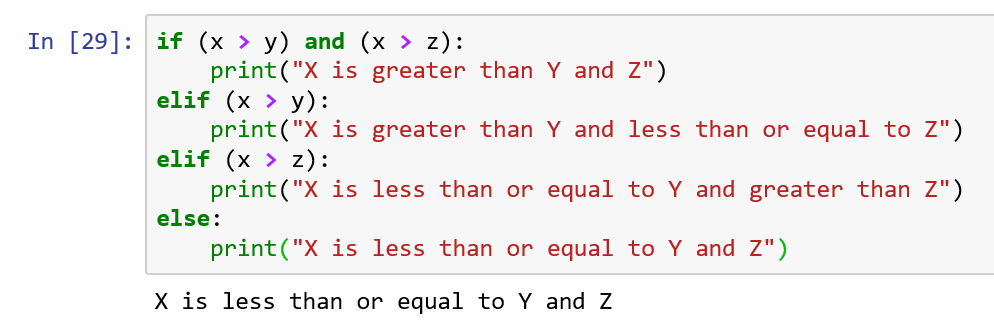 In [29]: if (x > y) and (x > z):
    print("X is greater than Y and Z")
elif (x > y):
    print("X is greater than Y and less than or equal to Z")
elif (x > z):
    print("X is less than or equal to Y and greater than Z")
else:
    print("X is less than or equal to Y and Z")
X is less than or equal to Y and Z